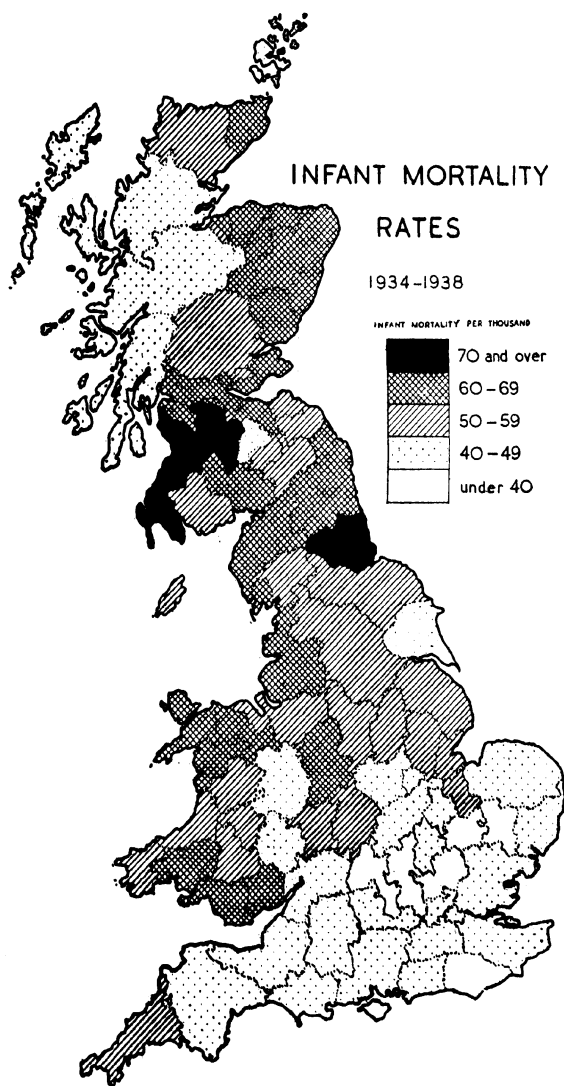 INFANT MORTALITY
RATES
1934-1938
INFANT MORTALITY PER THOUSAND
70 and over
60-69
50-59
40-49
under 40